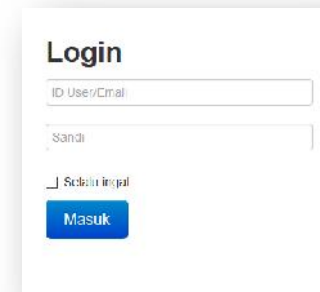 Login
ID User/Email
Sandi
Selalu ingat
Masuk